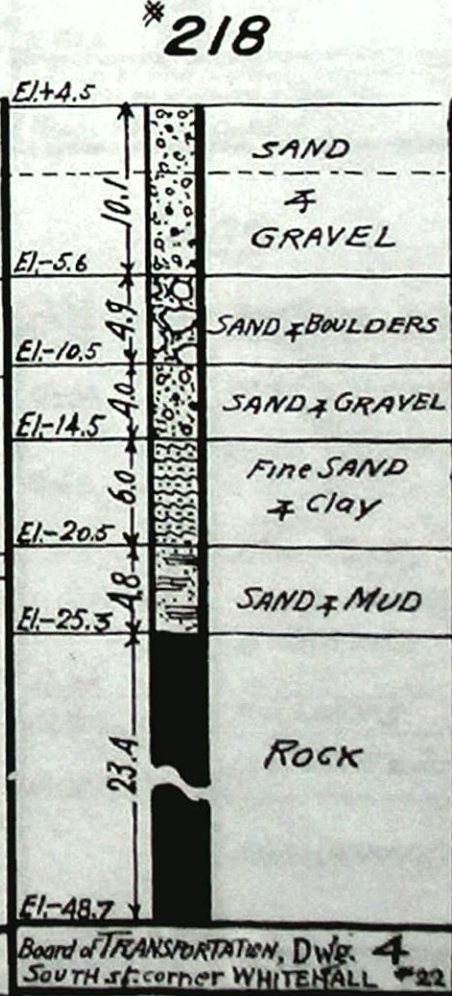 #218
El.+4.5
SAND
10.1
&
GRAVEL
El.-5.6
4.9
SAND & BOULDERS
El.-10.5
4.0
SAND & GRAVEL
El.-14.5
Fine SAND
6.0
& Clay
El.-20.5
4.8
SAND & MUD
El.-25.3
23.4
ROCK
El.-48.7
Board of TRANSPORTATION, Dwg. 4
SOUTH st. corner WHITEHALL #22